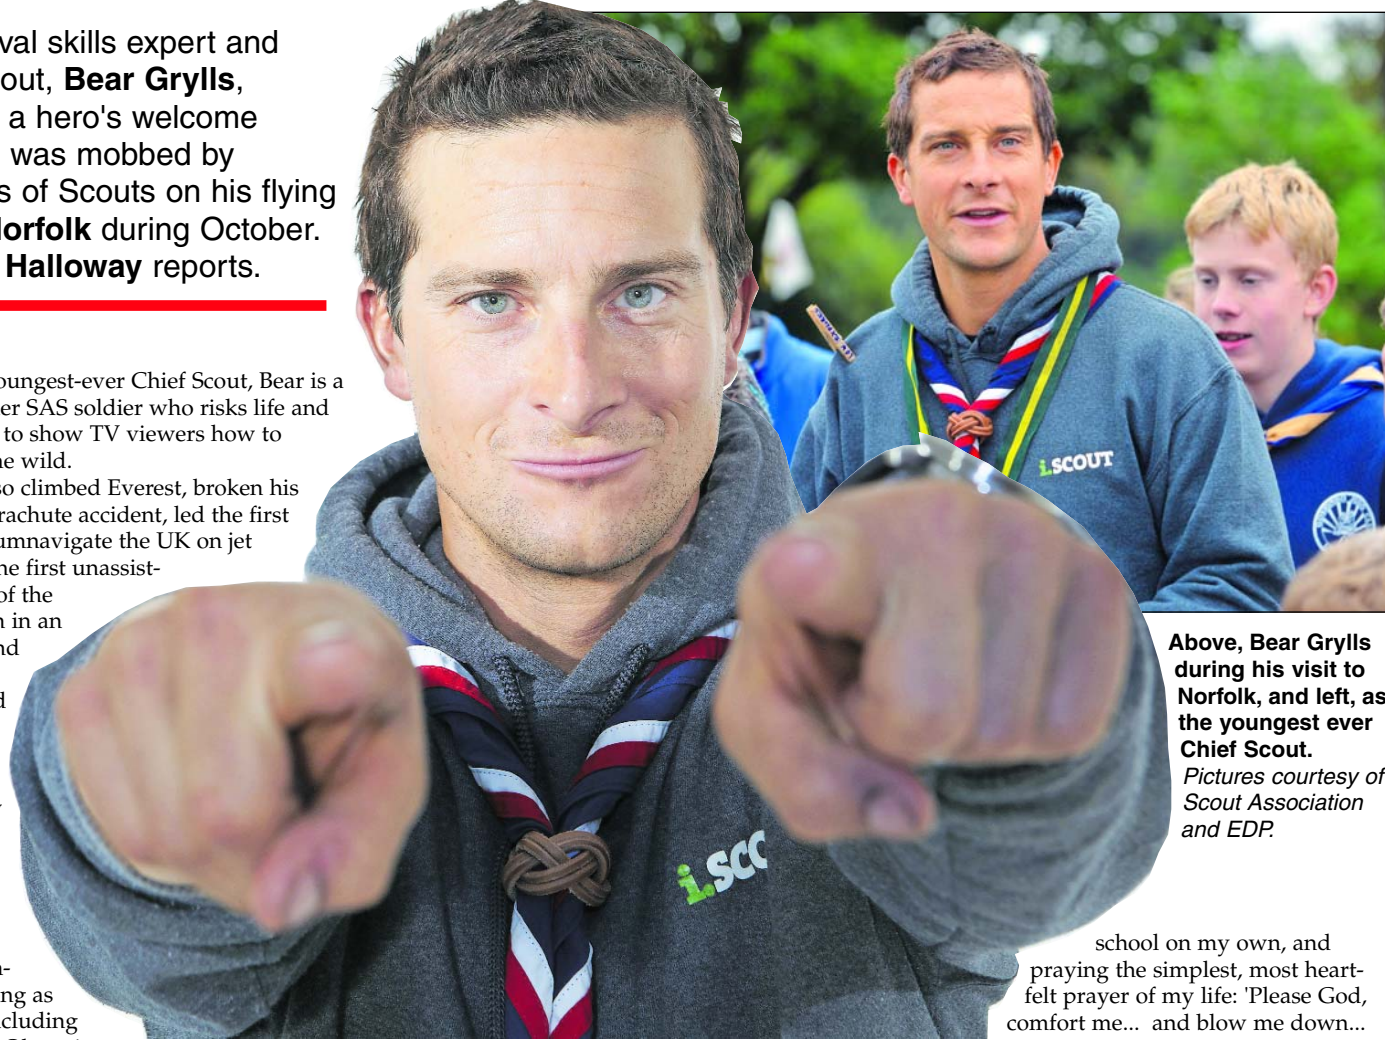 val skills expert and
out, Bear Grylls,
a hero's welcome
was mobbed by
s of Scouts on his flying
Norfolk during October.
Halloway reports.
oungest-ever Chief Scout, Bear is a
er SAS soldier who risks life and
to show TV viewers how to
he wild.
so climbed Everest, broken his
rachute accident, led the first
umnavigate the UK on jet
he first unassist-
of the
n in an
nd
d
n-
ng as
cluding
i.SCOUT
i.SCO
Above, Bear Grylls
during his visit to
Norfolk, and left, as
the youngest ever
Chief Scout.
Pictures courtesy of
Scout Association
and EDP.
school on my own, and
praying the simplest, most heart-
felt prayer of my life: 'Please God,
comfort me... and blow me down...